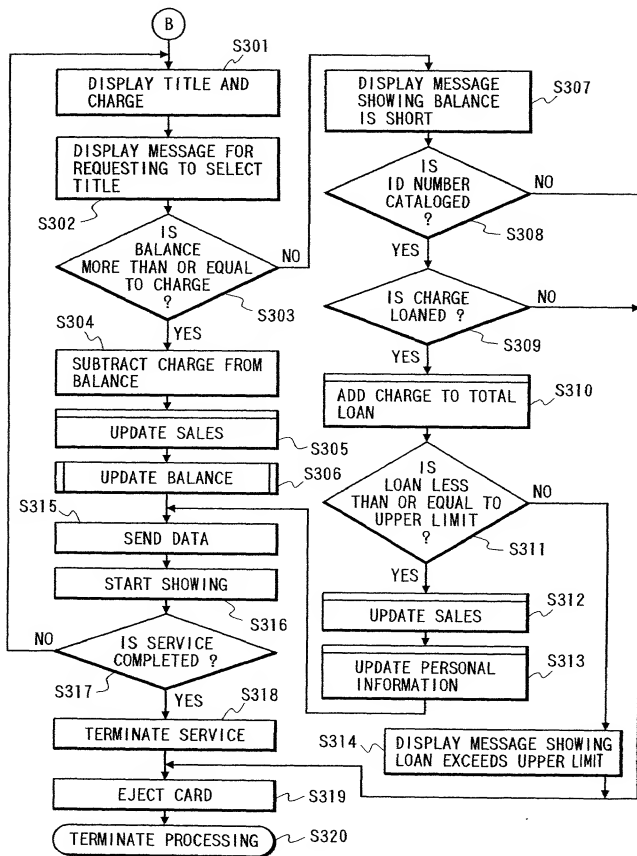 B
S301
DISPLAY TITLE AND
CHARGE
DISPLAY MESSAGE FOR
REQUESTING TO SELECT
TITLE
S302
IS
BALANCE
MORE THAN OR EQUAL
TO CHARGE
?
NO
S303
YES
S304
SUBTRACT CHARGE FROM
BALANCE
UPDATE SALES
S305
UPDATE BALANCE
S306
S315
SEND DATA
START SHOWING
S316
NO
IS SERVICE
COMPLETED ?
S317
YES
S318
TERMINATE SERVICE
EJECT CARD
S319
TERMINATE PROCESSING
S320
DISPLAY MESSAGE
SHOWING BALANCE
IS SHORT
S307
IS
ID NUMBER
CATALOGED
?
NO
S308
YES
IS CHARGE
LOANED ?
NO
S309
YES
S310
ADD CHARGE TO TOTAL
LOAN
IS
LOAN LESS
THAN OR EQUAL TO
UPPER LIMIT
?
NO
S311
YES
S312
UPDATE SALES
S313
UPDATE PERSONAL
INFORMATION
S314
DISPLAY MESSAGE SHOWING
LOAN EXCEEDS UPPER LIMIT